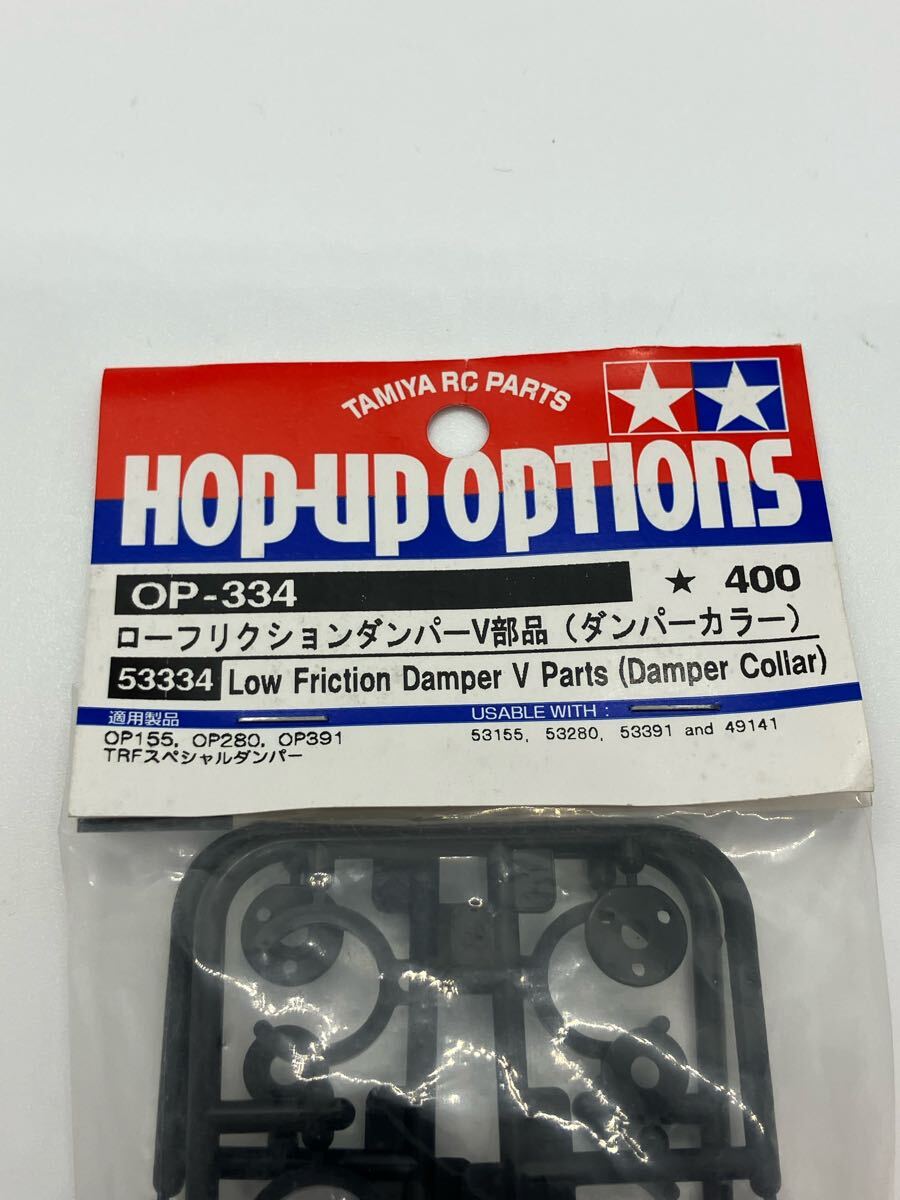 TAMIYA RC PARTS
HOP-UP OPTIONS
OP-334 ★ 400
ローフリクションダンパーV部品（ダンパーカラー）
53334 Low Friction Damper V Parts (Damper Collar)
適用製品 USABLE WITH :
OP155, OP280, OP391 53155, 53280, 53391 and 49141
TRFスペシャルダンパー